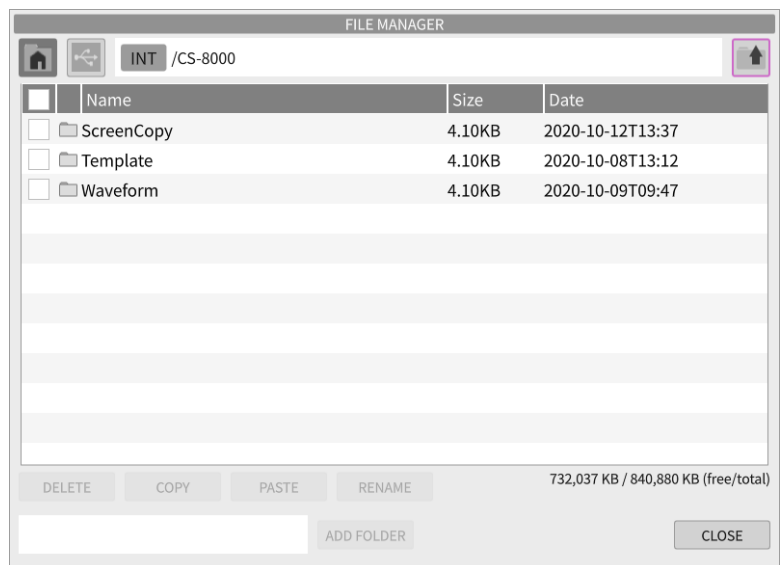 FILE MANAGER
INT /CS-8000
Name Size Date
ScreenCopy 4.10KB 2020-10-12T13:37
Template 4.10KB 2020-10-08T13:12
Waveform 4.10KB 2020-10-09T09:47
732,037 KB / 840,880 KB (free/total)
DELETE COPY PASTE RENAME
ADD FOLDER CLOSE